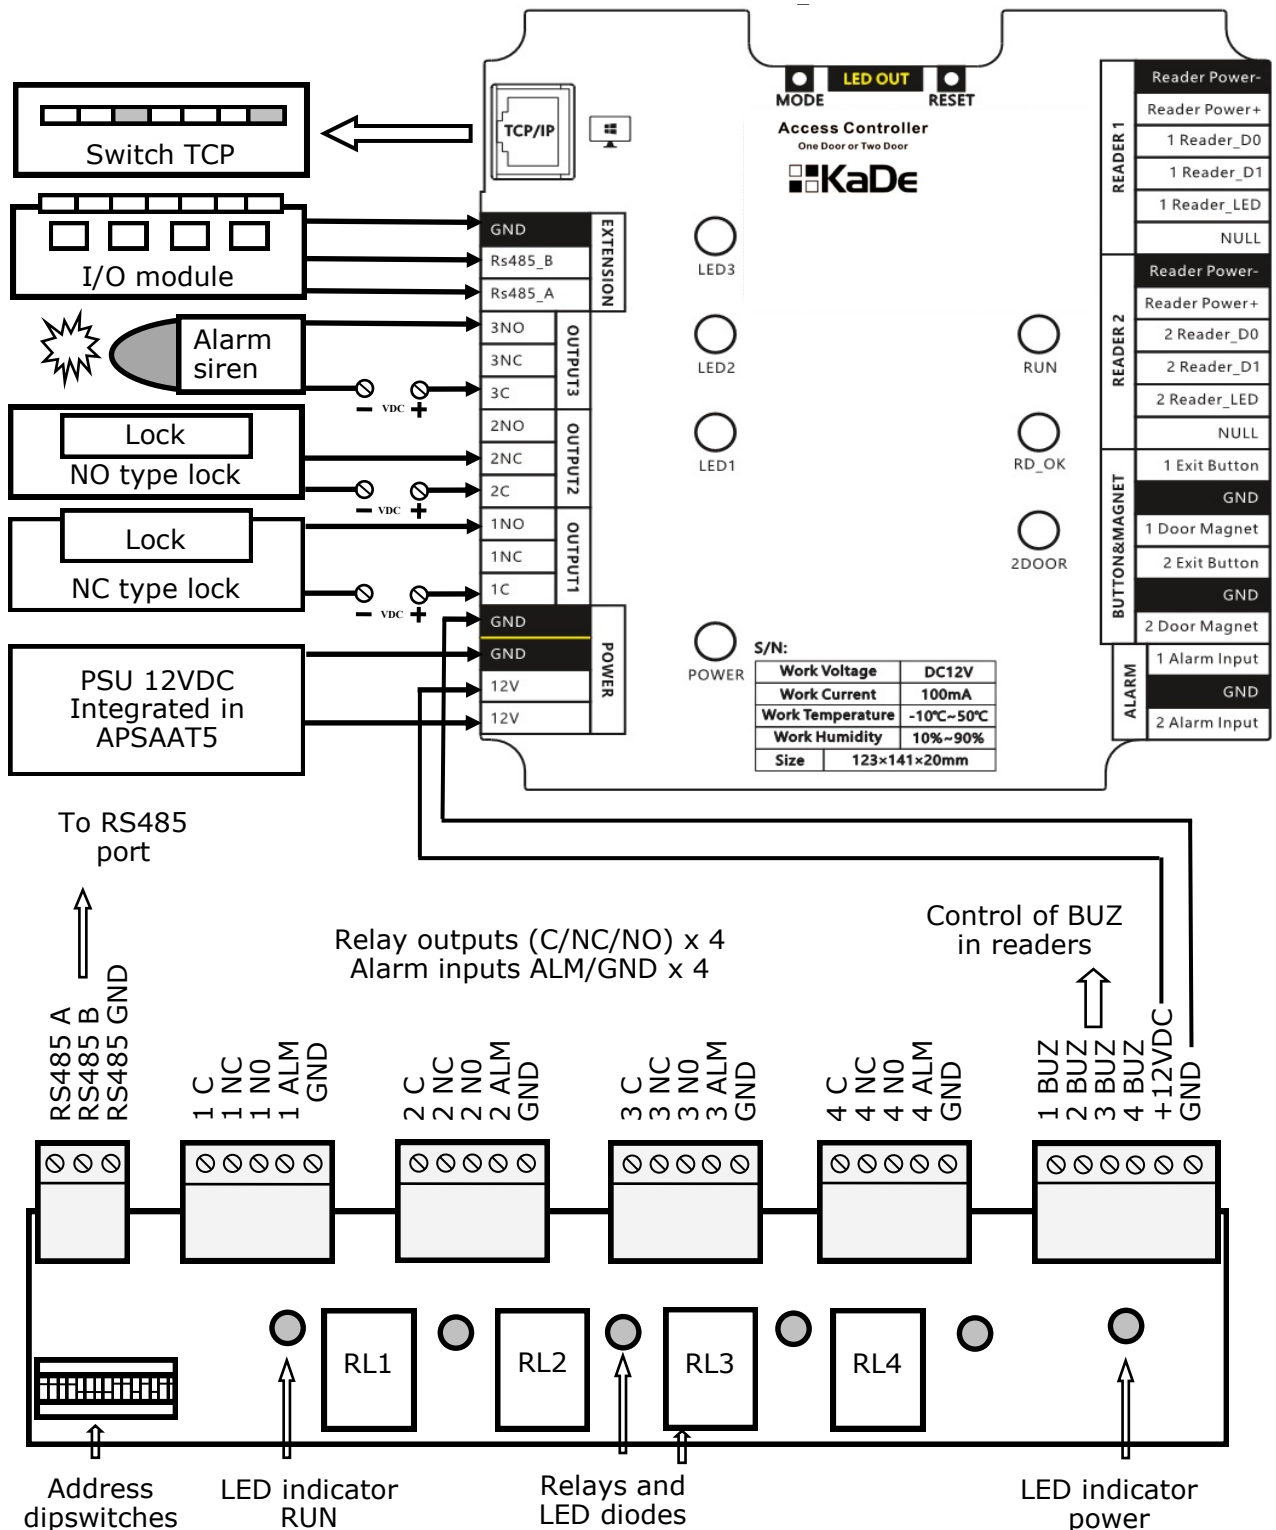 MODE
LED OUT
RESET
Access Controller
One Door or Two Door
KaDe
TCP/IP
Switch TCP
I/O module
Alarm
siren
Lock
NO type lock
Lock
NC type lock
PSU 12VDC
Integrated in
APSAAT5
− VDC +
− VDC +
− VDC +
GND
Rs485_B
Rs485_A
EXTENSION
3NO
3NC
3C
OUTPUT3
2NO
2NC
2C
OUTPUT2
1NO
1NC
1C
OUTPUT1
GND
GND
12V
12V
POWER
LED3
LED2
LED1
POWER
RUN
RD_OK
2DOOR
S/N:
Work Voltage DC12V
Work Current 100mA
Work Temperature -10℃~50℃
Work Humidity 10%~90%
Size 123×141×20mm
READER 1
Reader Power-
Reader Power+
1 Reader_D0
1 Reader_D1
1 Reader_LED
NULL
READER 2
Reader Power-
Reader Power+
2 Reader_D0
2 Reader_D1
2 Reader_LED
NULL
BUTTON&MAGNET
1 Exit Button
GND
1 Door Magnet
2 Exit Button
GND
2 Door Magnet
ALARM
1 Alarm Input
GND
2 Alarm Input
To RS485
port
Relay outputs (C/NC/NO) x 4
Alarm inputs ALM/GND x 4
Control of BUZ
in readers
RS485 A
RS485 B
RS485 GND
1 C
1 NC
1 N0
1 ALM
GND
2 C
2 NC
2 N0
2 ALM
GND
3 C
3 NC
3 N0
3 ALM
GND
4 C
4 NC
4 N0
4 ALM
GND
1 BUZ
2 BUZ
3 BUZ
4 BUZ
+12VDC
GND
RL1
RL2
RL3
RL4
Address
dipswitches
LED indicator
RUN
Relays and
LED diodes
LED indicator
power